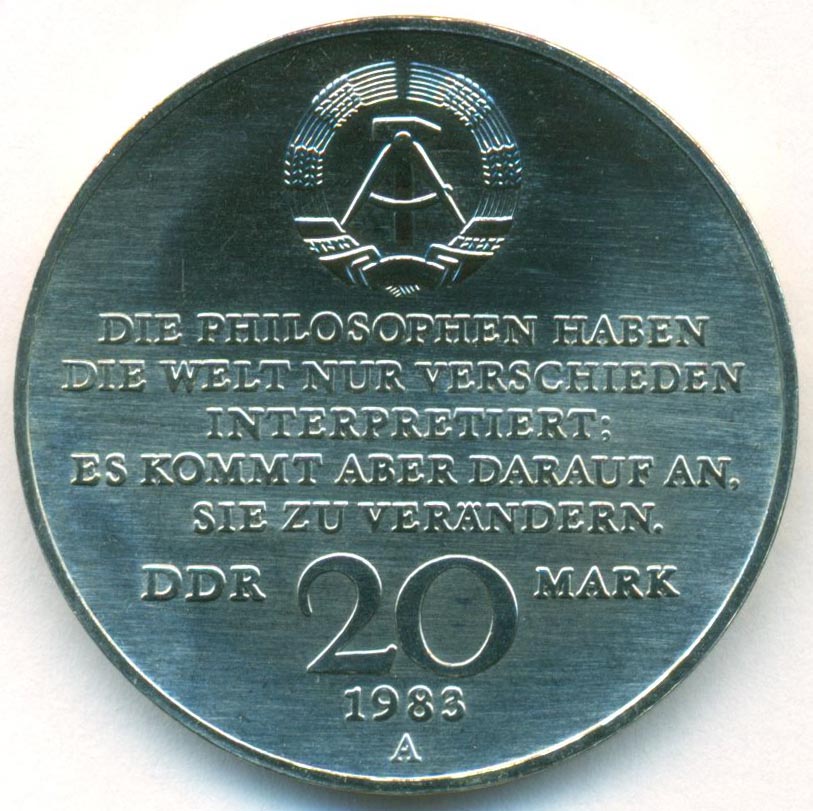 DIE PHILOSOPHEN HABEN
DIE WELT NUR VERSCHIEDEN
INTERPRETIERT;
ES KOMMT ABER DARAUF AN,
SIE ZU VERÄNDERN.
DDR 20 MARK
1983
A